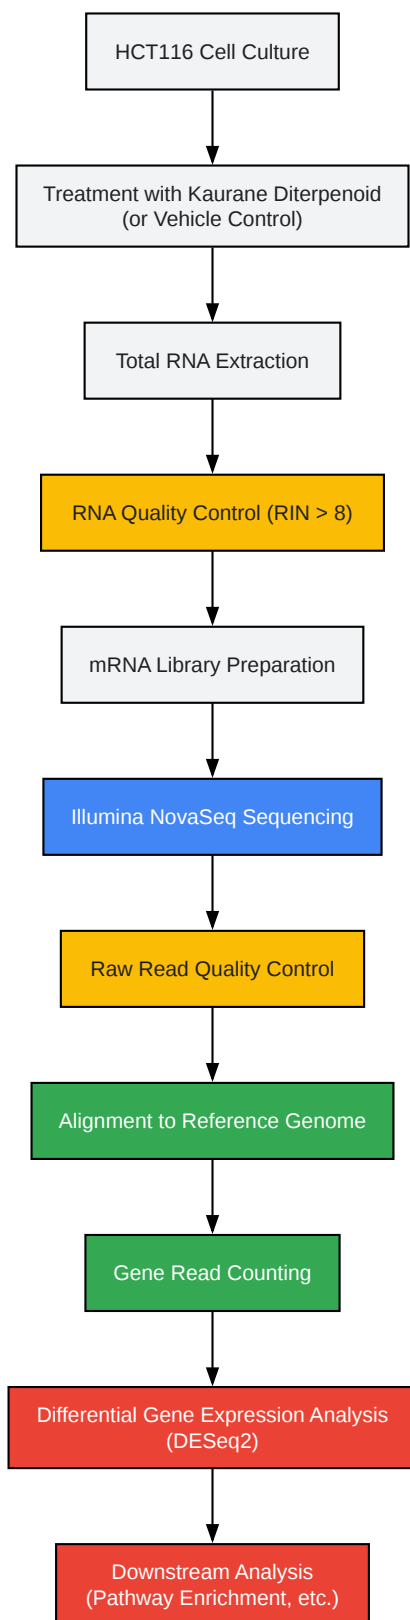 HCT116 Cell Culture
Treatment with Kaurane Diterpenoid
(or Vehicle Control)
Total RNA Extraction
RNA Quality Control (RIN > 8)
mRNA Library Preparation
Illumina NovaSeq Sequencing
Raw Read Quality Control
Alignment to Reference Genome
Gene Read Counting
Differential Gene Expression Analysis
(DESeq2)
Downstream Analysis
(Pathway Enrichment, etc.)